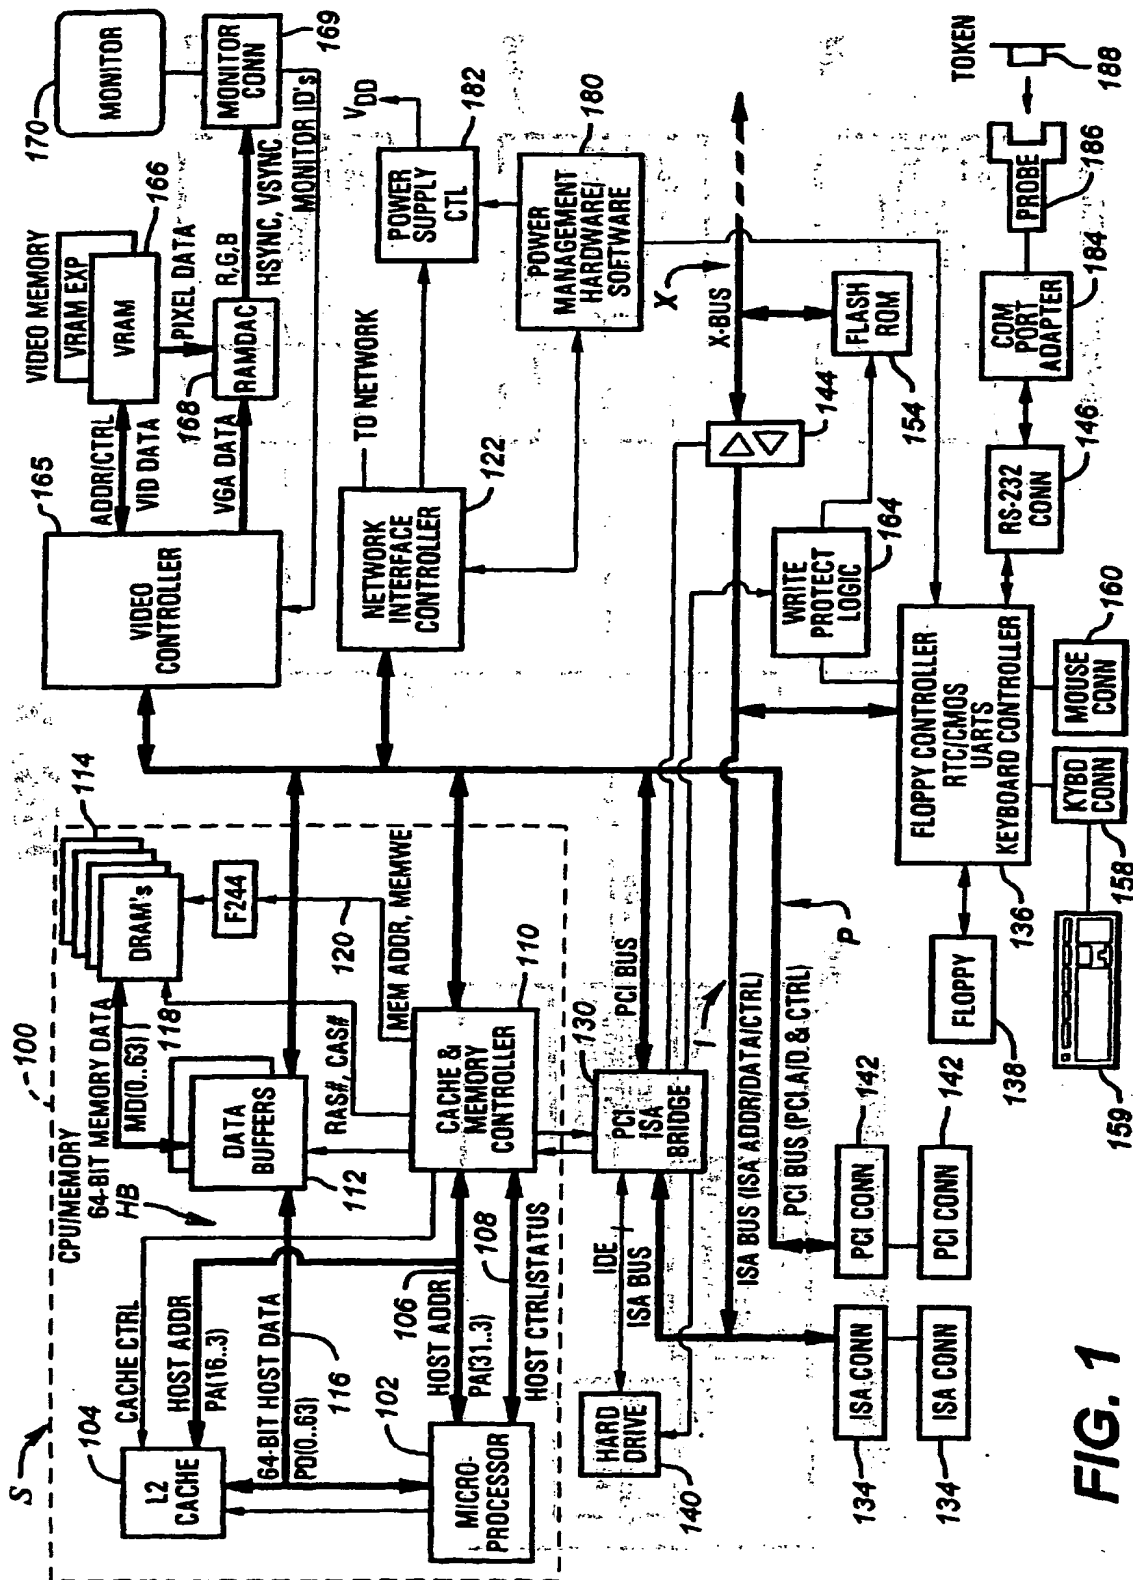 S
100
CPU/MEMORY
64-BIT MEMORY DATA
MD(0..63)
HB
114
DRAM's
118
F244
120
MEM ADDR, MEMWE
RAS#, CAS#
DATA
BUFFERS
112
104
L2
CACHE
CACHE CTRL
HOST ADDR
PA(16..3)
64-BIT HOST DATA
PD(0..63)
116
102
MICRO-
PROCESSOR
106
HOST ADDR
PA(31..3)
108
HOST CTRL/STATUS
CACHE &
MEMORY
CONTROLLER
110
165
VIDEO
CONTROLLER
ADDR/CTRL
VID DATA
VGA DATA
VIDEO MEMORY
VRAM EXP
VRAM
166
PIXEL DATA
168
RAMDAC
R,G,B
HSYNC, VSYNC
MONITOR ID's
170
MONITOR
MONITOR
CONN
169
NETWORK
INTERFACE
CONTROLLER
122
TO NETWORK
POWER
SUPPLY
CTL
182
VDD
POWER
MANAGEMENT
HARDWARE/
SOFTWARE
180
130
PCI
ISA
BRIDGE
PCI BUS
IDE
ISA BUS
HARD
DRIVE
140
I
ISA BUS (ISA ADDR/DATA/CTRL)
PCI BUS (PCI,A/D, & CTRL)
P
X
X-BUS
144
FLASH
ROM
154
WRITE
PROTECT
LOGIC
164
134
ISA CONN
134
ISA CONN
PCI CONN
142
PCI CONN
142
FLOPPY
138
FLOPPY CONTROLLER
RTC/CMOS
UARTS
KEYBOARD CONTROLLER
136
159
KYBD
CONN
158
MOUSE
CONN
160
RS-232
CONN
146
COM
PORT
ADAPTER
184
PROBE
186
TOKEN
188
FIG. 1